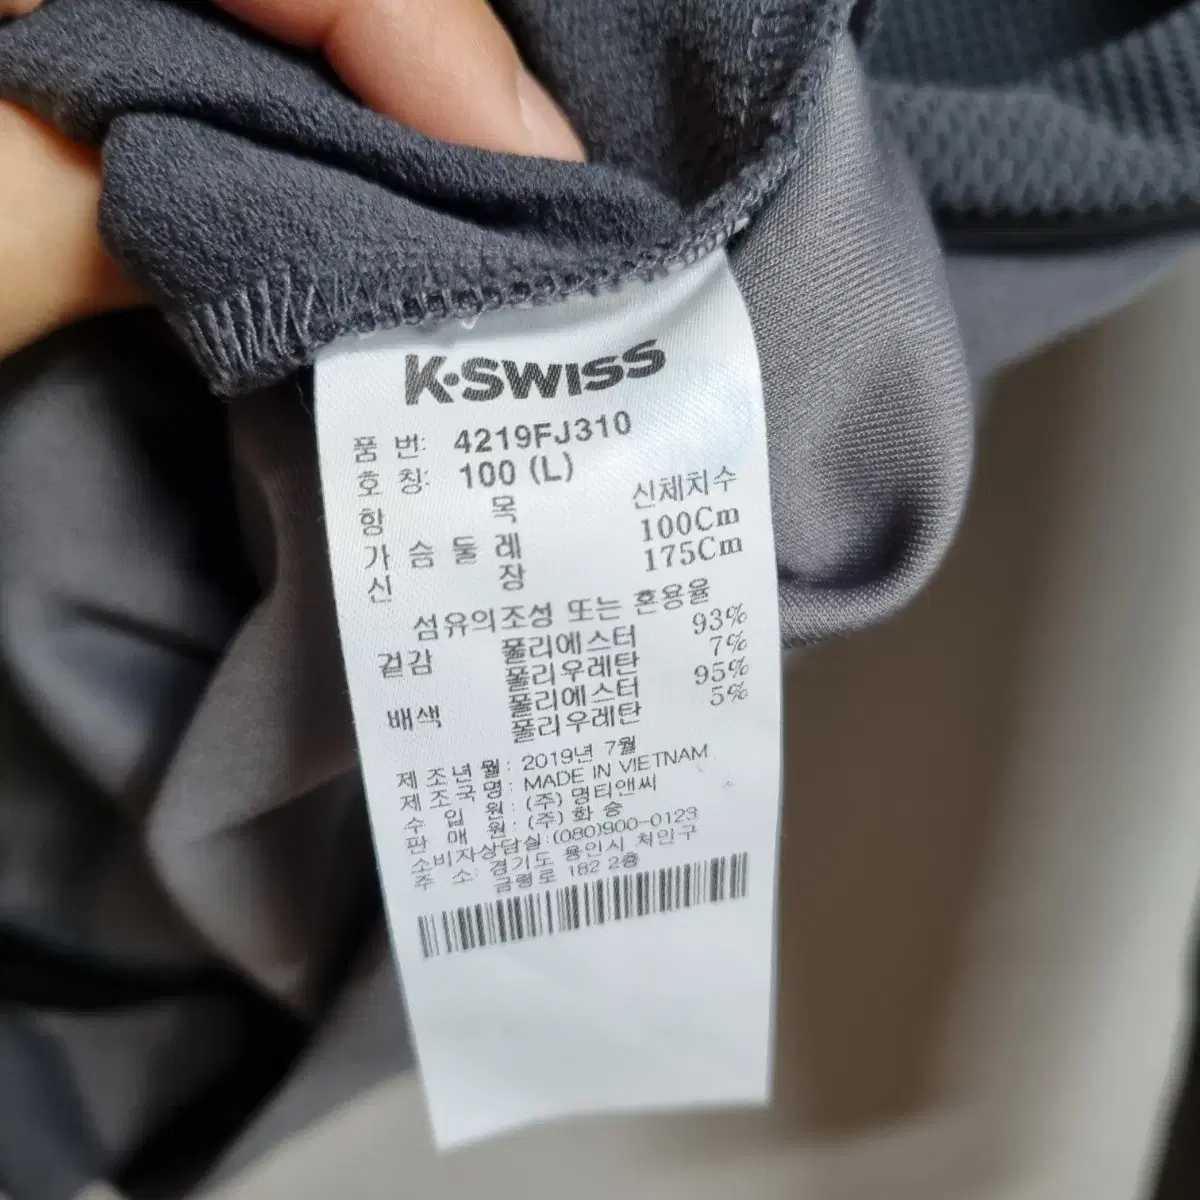 K·SWISS
품 번: 4219FJ310
호 칭: 100 (L)
항 목 신체치수
가 슴 둘 레 100Cm
신 장 175Cm
섬유의조성 또는 혼용율
겉감 폴리에스터 93%
폴리우레탄 7%
배색 폴리에스터 95%
폴리우레탄 5%
제 조년 월: 2019년 7월
제 조국 명: MADE IN VIETNAM
수 입 원: (주) 명티앤씨
판 매 원: (주) 화 승
소비자상담실:(080)900-0123
주 소: 경기도 용인시 처인구
금령로 182 2층